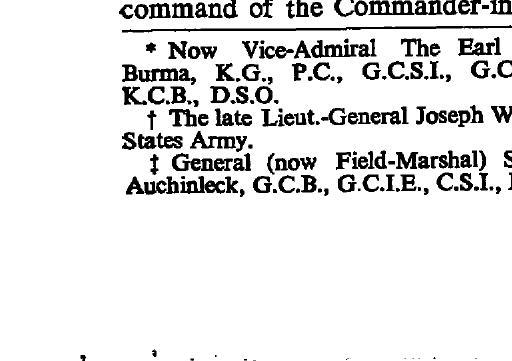 command of the Commander-in
* Now Vice-Admiral The Earl
Burma, K.G., P.C., G.C.S.I., G.C
K.C.B., D.S.O.
† The late Lieut.-General Joseph W
States Army.
‡ General (now Field-Marshal) S
Auchinleck, G.C.B., G.C.I.E., C.S.I.,